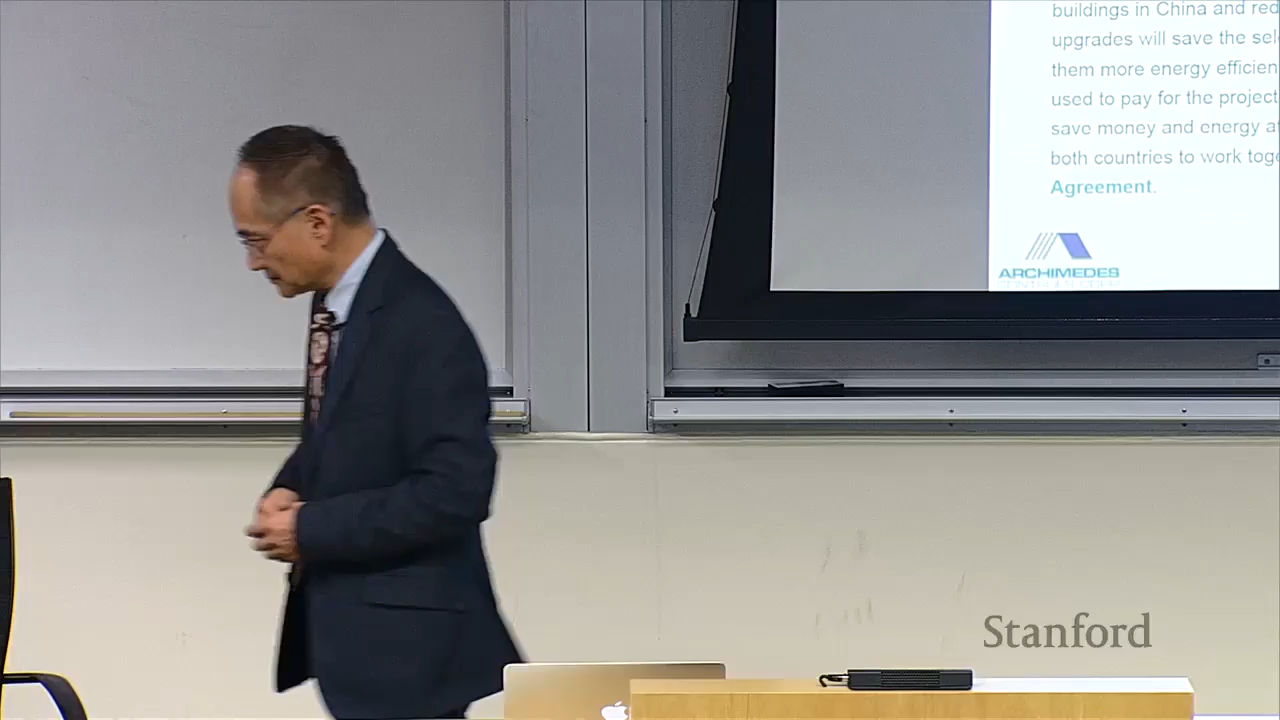 buildings in China and red
upgrades will save the sel
them more energy efficien
used to pay for the project
save money and energy a
both countries to work tog
Agreement.
ARCHIMEDES
Stanford